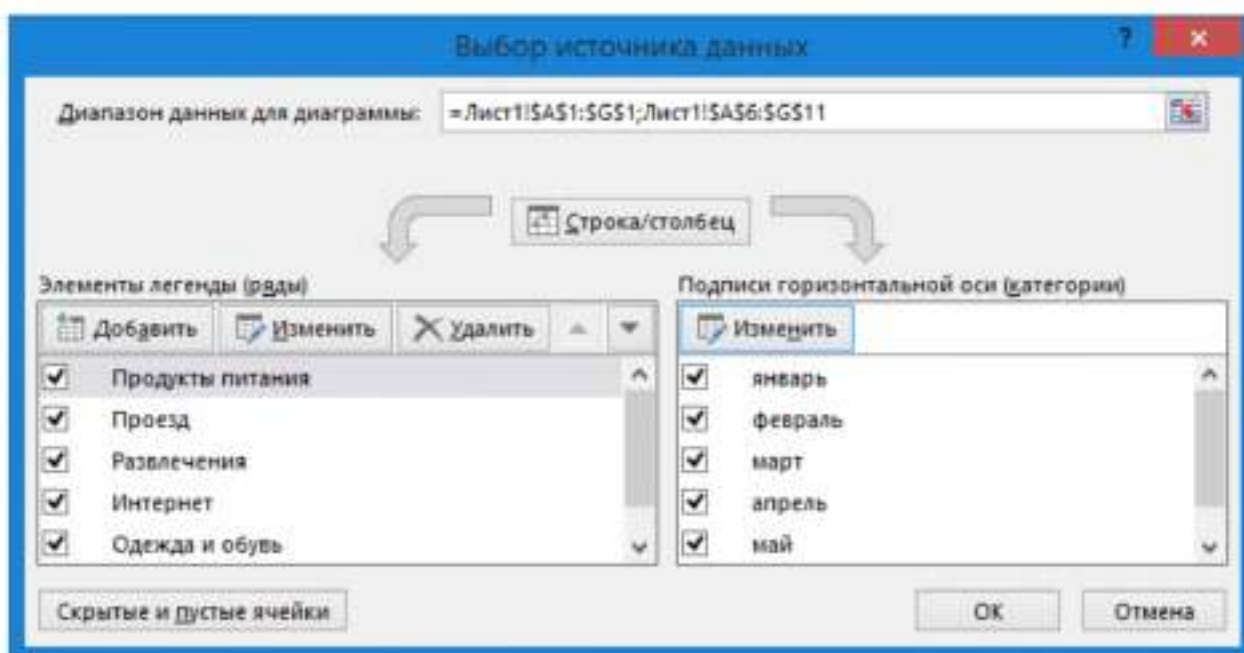 Выбор источника данных ?
Диапазон данных для диаграммы: =Лист1!$A$1:$G$1;Лист1!$A$6:$G$11
Строка/столбец
Элементы легенды (ряды)
Добавить Изменить Удалить
Продукты питания
Проезд
Развлечения
Интернет
Одежда и обувь
Подписи горизонтальной оси (категории)
Изменить
январь
февраль
март
апрель
май
Скрытые и пустые ячейки
ОК Отмена